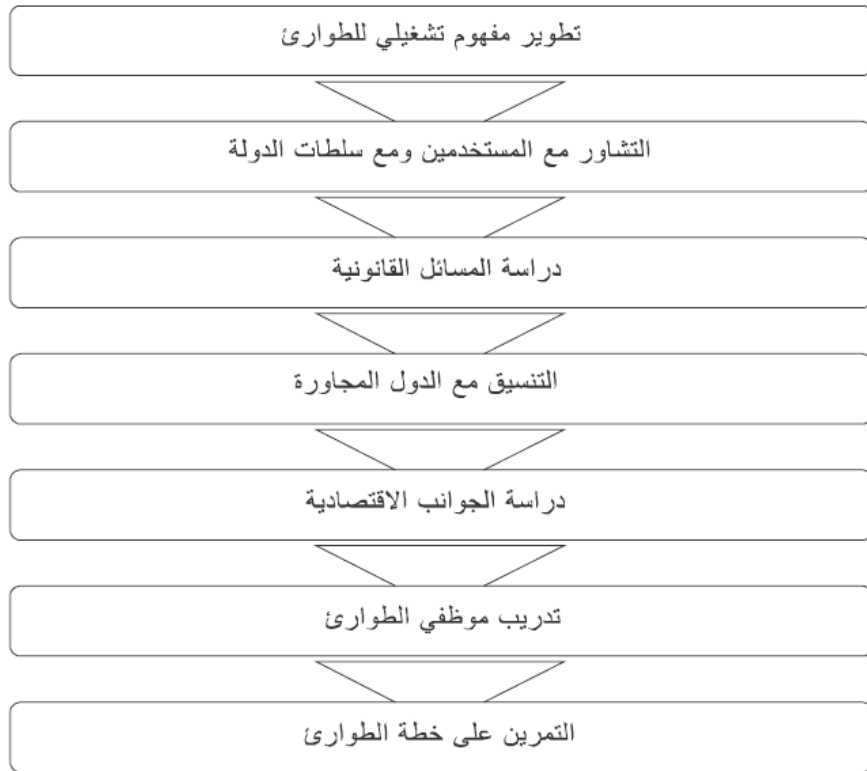 تطوير مفهوم تشغيلي للطوارئ
التشاور مع المستخدمين ومع سلطات الدولة
دراسة المسائل القانونية
التنسيق مع الدول المجاورة
دراسة الجوانب الاقتصادية
تدريب موظفي الطوارئ
التمرين على خطة الطوارئ